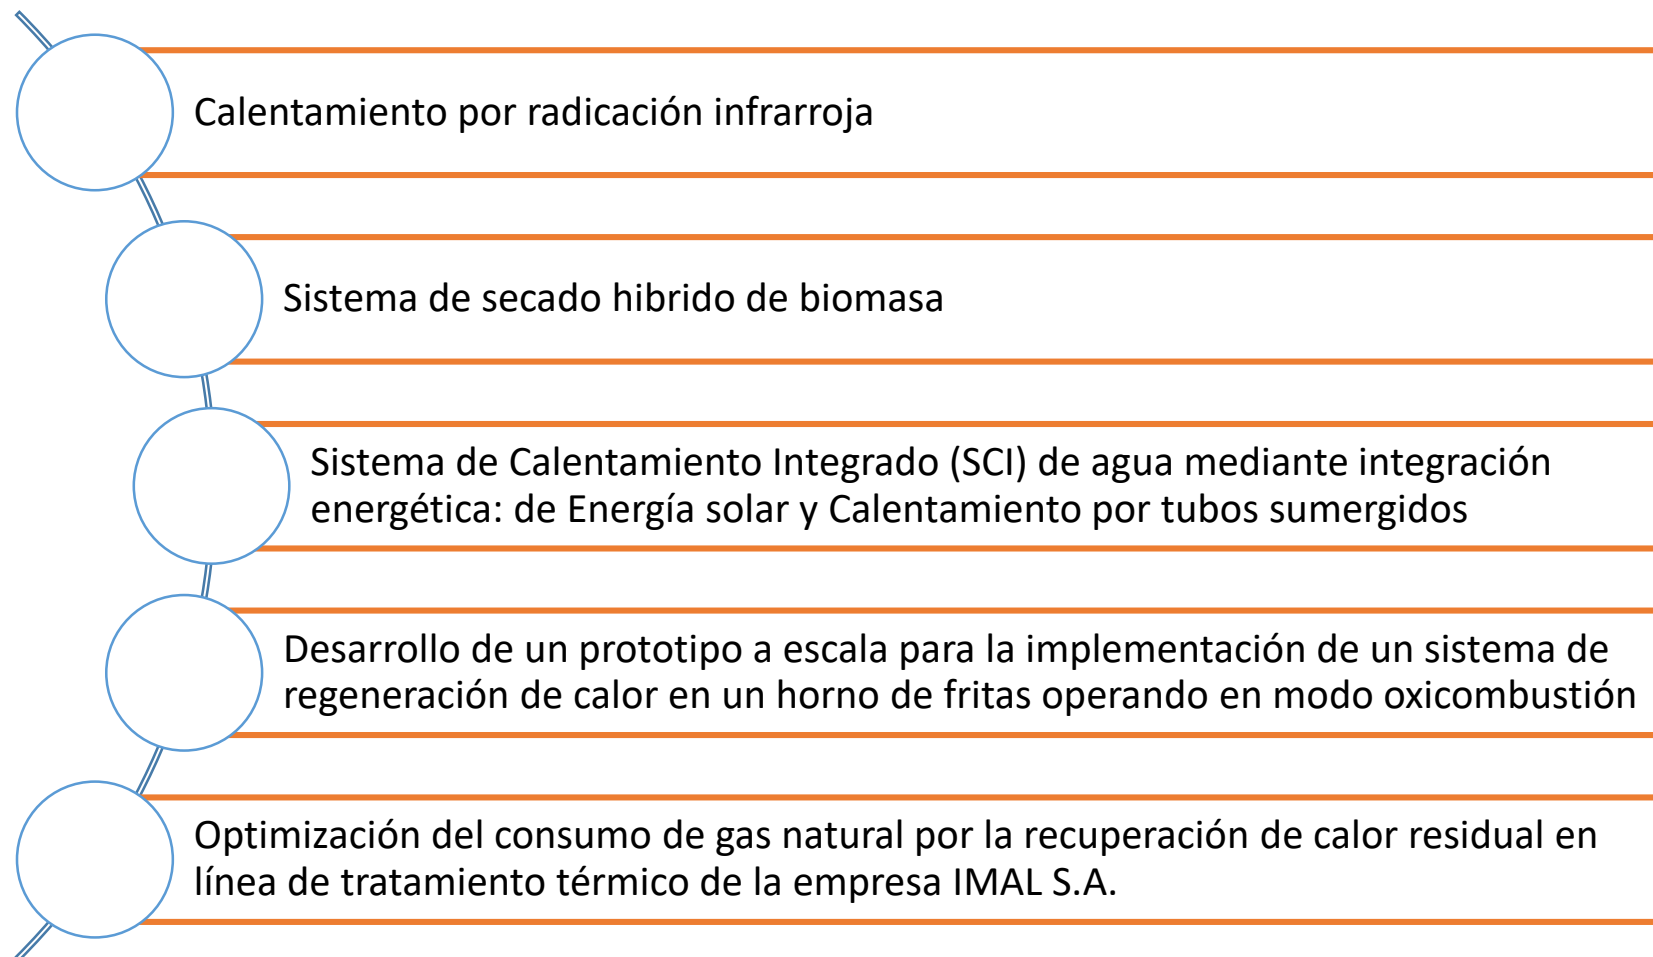 Calentamiento por radicación infrarroja
Sistema de secado hibrido de biomasa
Sistema de Calentamiento Integrado (SCI) de agua mediante integración
energética: de Energía solar y Calentamiento por tubos sumergidos
Desarrollo de un prototipo a escala para la implementación de un sistema de
regeneración de calor en un horno de fritas operando en modo oxicombustión
Optimización del consumo de gas natural por la recuperación de calor residual en
línea de tratamiento térmico de la empresa IMAL S.A.